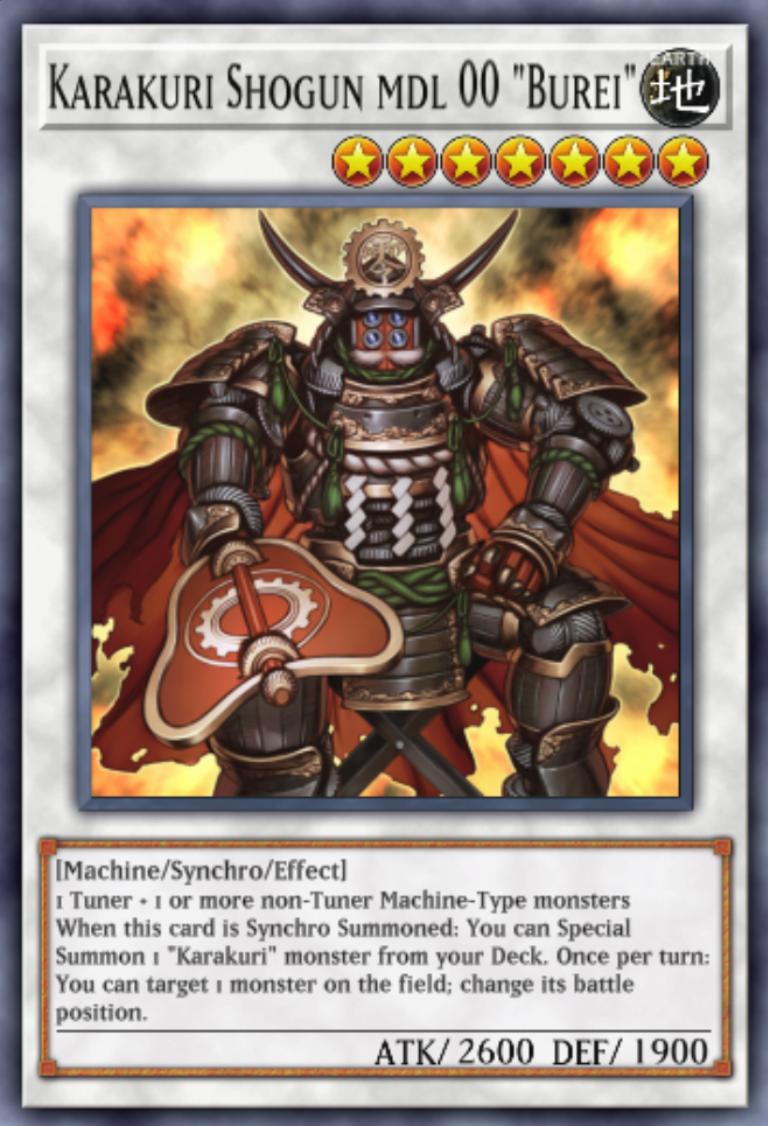 KARAKURI SHOGUN MDL 00 "BUREI"
EARTH
地
[Machine/Synchro/Effect]
1 Tuner + 1 or more non-Tuner Machine-Type monsters
When this card is Synchro Summoned: You can Special
Summon 1 "Karakuri" monster from your Deck. Once per turn:
You can target 1 monster on the field; change its battle
position.
ATK/ 2600 DEF/ 1900